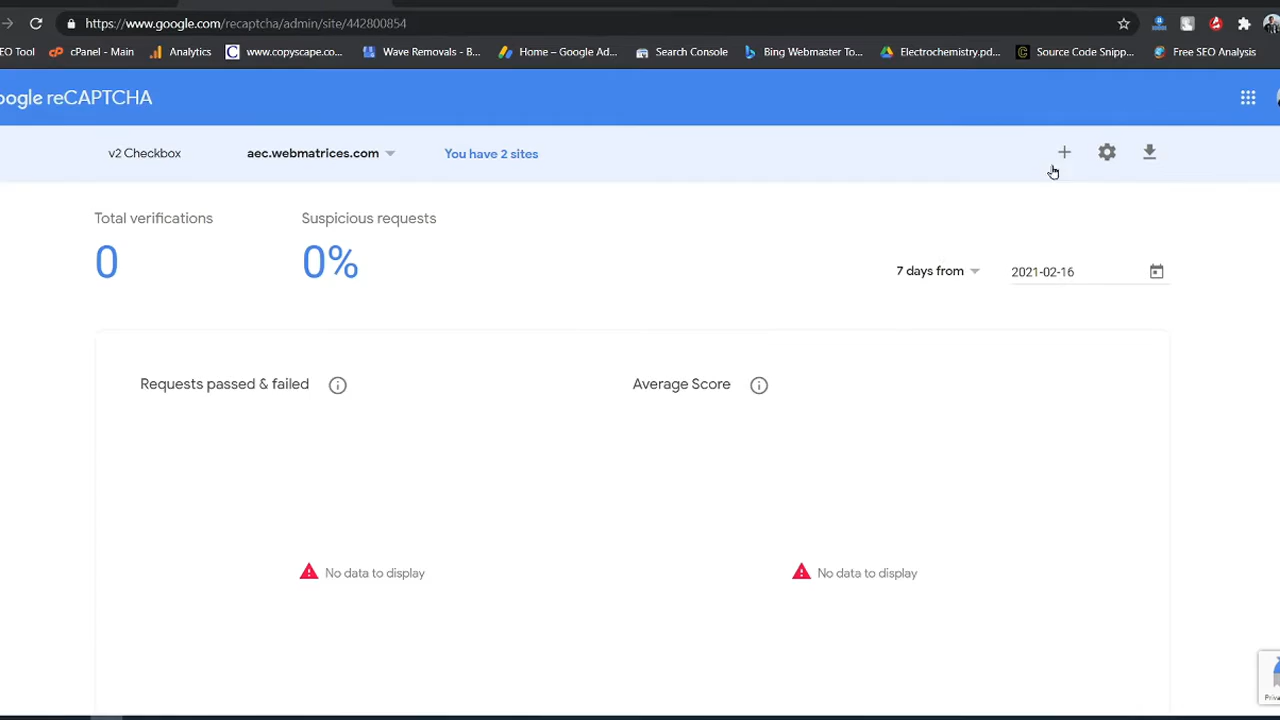 https://www.google.com/recaptcha/admin/site/442800854
EO Tool cPanel - Main Analytics www.copyscape.co... Wave Removals - B... Home – Google Ad... Search Console Bing Webmaster To... Electrochemistry.pd... Source Code Snipp... Free SEO Analysis
oogle reCAPTCHA
v2 Checkbox aec.webmatrices.com You have 2 sites
Total verifications Suspicious requests
0 0%
7 days from 2021-02-16
Requests passed & failed Average Score
No data to display No data to display
Priva